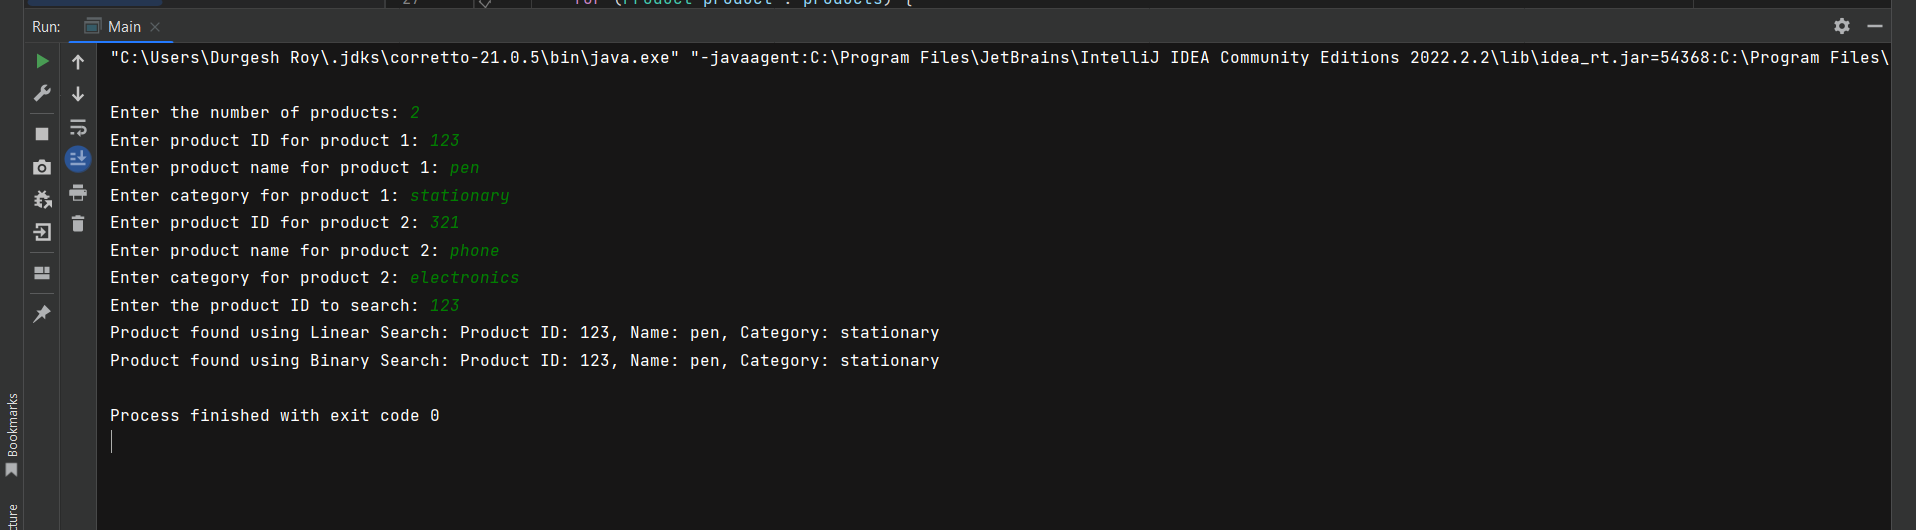 27 for (Product product : products) {
Run: Main
"C:\Users\Durgesh Roy\.jdks\corretto-21.0.5\bin\java.exe" "-javaagent:C:\Program Files\JetBrains\IntelliJ IDEA Community Editions 2022.2.2\lib\idea_rt.jar=54368:C:\Program Files\
Enter the number of products: 2
Enter product ID for product 1: 123
Enter product name for product 1: pen
Enter category for product 1: stationary
Enter product ID for product 2: 321
Enter product name for product 2: phone
Enter category for product 2: electronics
Enter the product ID to search: 123
Product found using Linear Search: Product ID: 123, Name: pen, Category: stationary
Product found using Binary Search: Product ID: 123, Name: pen, Category: stationary
Process finished with exit code 0
Bookmarks